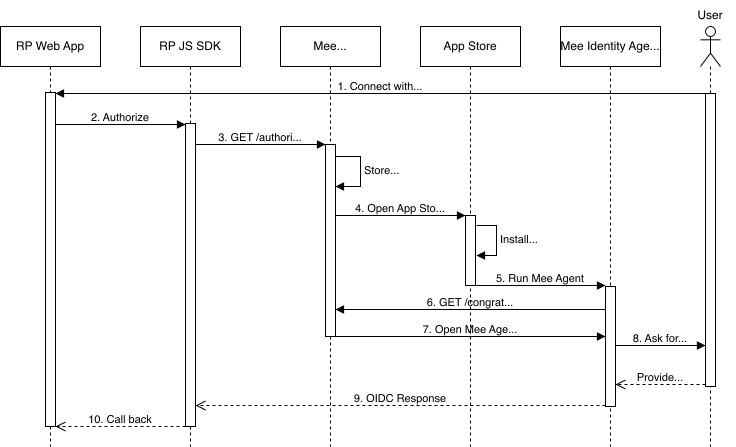 User
RP Web App
RP JS SDK
Mee...
App Store
Mee Identity Age...
1. Connect with...
2. Authorize
3. GET /authori...
Store...
4. Open App Sto...
Install...
5. Run Mee Agent
6. GET /congrat...
7. Open Mee Age...
8. Ask for...
Provide...
9. OIDC Response
10. Call back